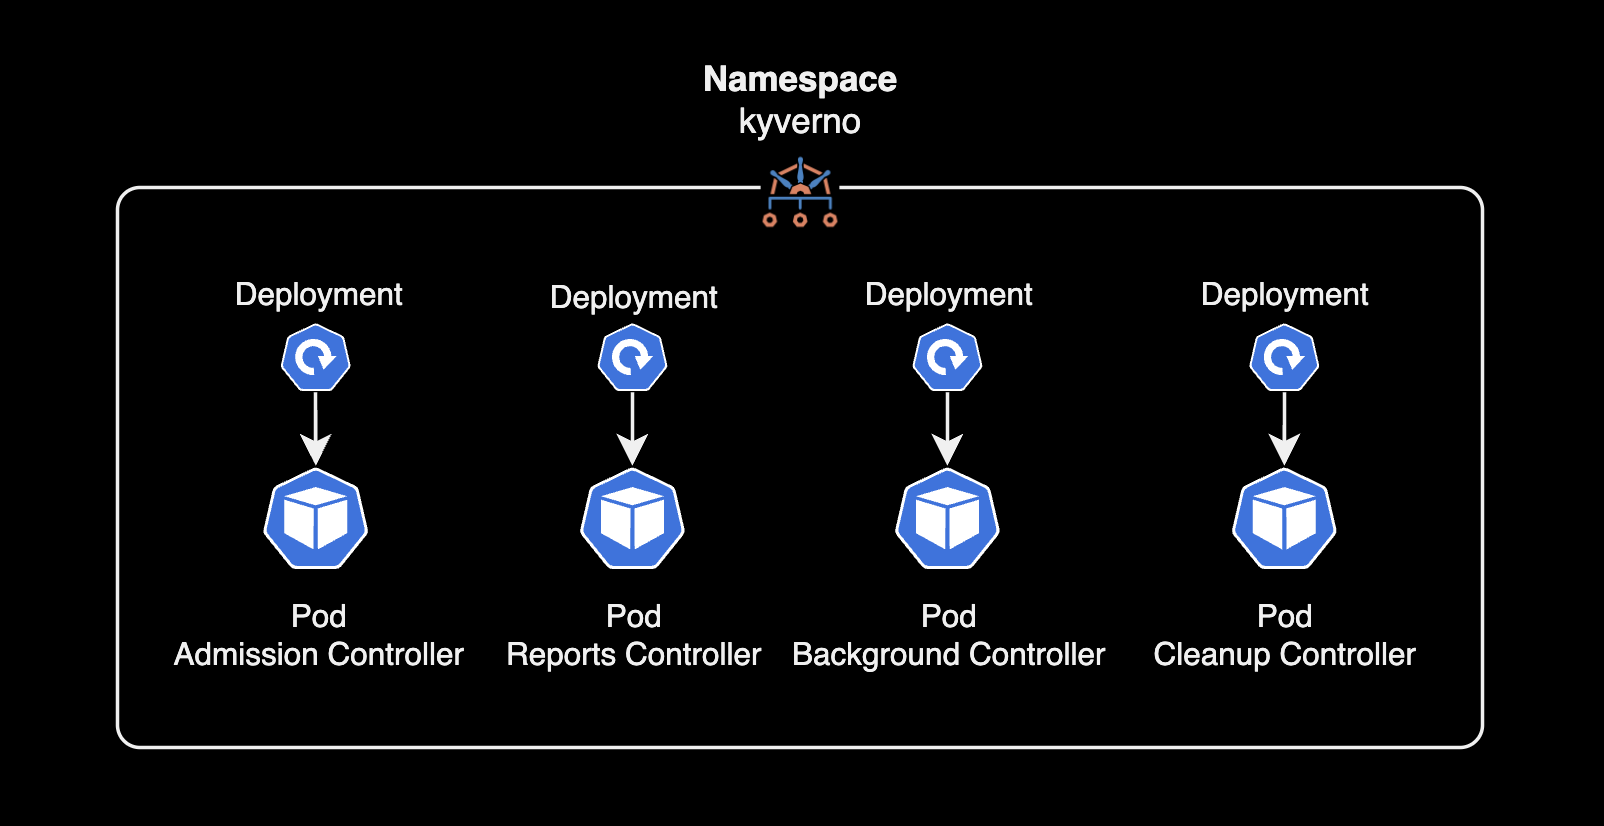 Namespace
kyverno
Deployment
Deployment
Deployment
Deployment
Pod
Admission Controller
Pod
Reports Controller
Pod
Background Controller
Pod
Cleanup Controller